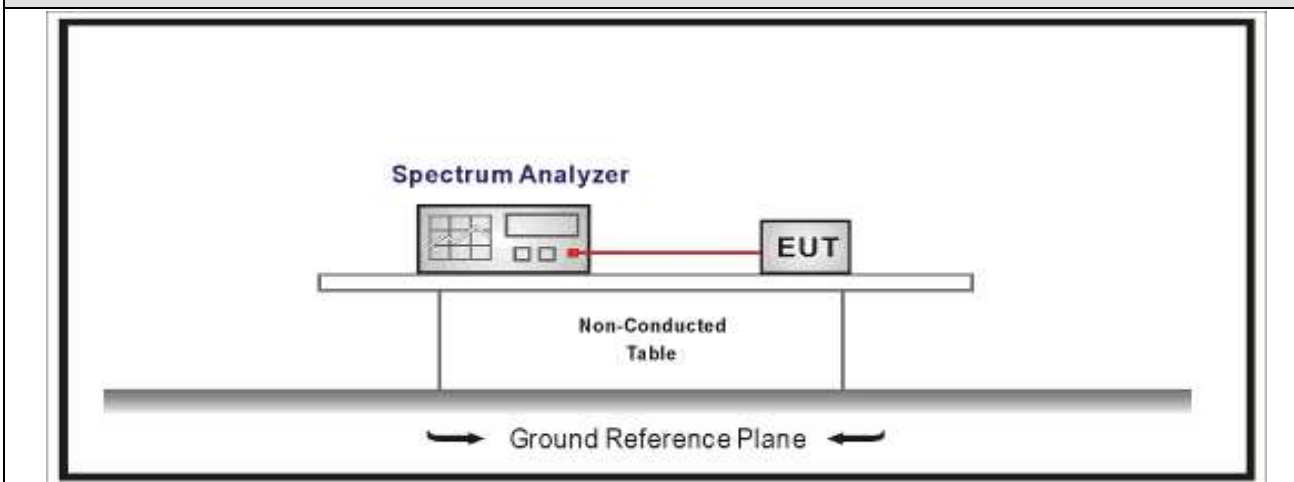 Spectrum Analyzer
EUT
Non-Conducted
Table
Ground Reference Plane